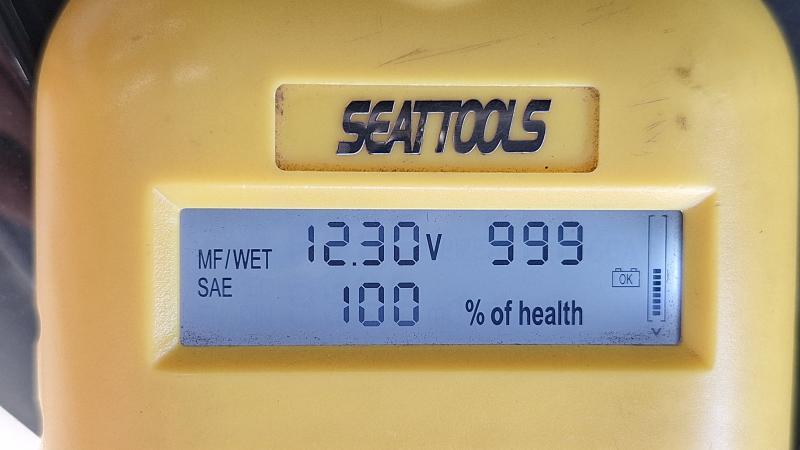 SEATTOOLS
MF/WET 12.30V 999
SAE 100 % of health
OK